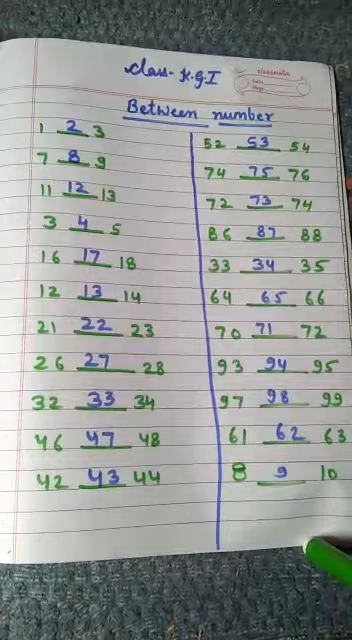 Class- K.G I
classmate
Date
Page
Between number
1 2 3
7 8 9
11 12 13
3 4 5
16 17 18
12 13 14
21 22 23
26 27 28
32 33 34
46 47 48
42 43 44
52 53 54
74 75 76
72 73 74
86 87 88
33 34 35
64 65 66
70 71 72
93 94 95
97 98 99
61 62 63
8 9 10